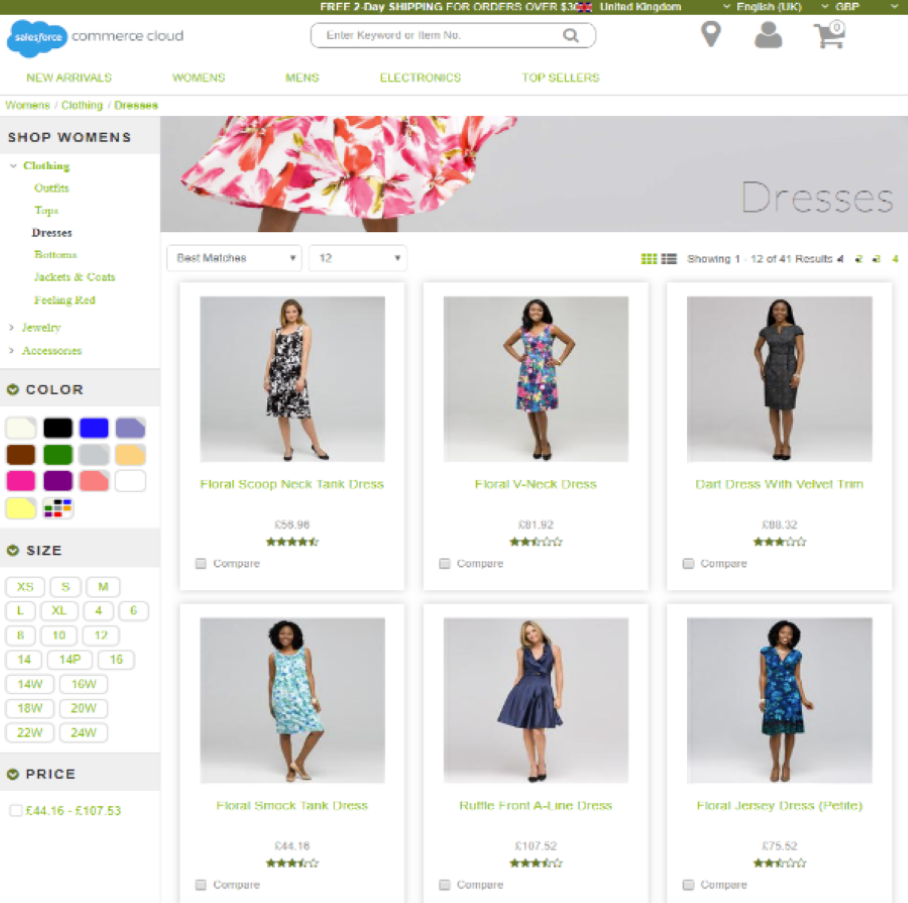 FREE 2-Day SHIPPING FOR ORDERS OVER $300
United Kingdom
English (UK)
GBP
salesforce commerce cloud
Enter Keyword or Item No.
0
NEW ARRIVALS
WOMENS
MENS
ELECTRONICS
TOP SELLERS
Womens / Clothing / Dresses
SHOP WOMENS
Clothing
Outfits
Tops
Dresses
Bottoms
Jackets & Coats
Feeling Red
Jewelry
Accessories
COLOR
SIZE
XS S M
L XL 4 6
8 10 12
14 14P 16
14W 16W
18W 20W
22W 24W
PRICE
£44.16 - £107.53
Dresses
Best Matches
12
Showing 1 - 12 of 41 Results 1 2 3 4
Floral Scoop Neck Tank Dress
£56.96
Compare
Floral V-Neck Dress
£81.92
Compare
Dart Dress With Velvet Trim
£88.32
Compare
Floral Smock Tank Dress
£44.16
Compare
Ruffle Front A-Line Dress
£107.52
Compare
Floral Jersey Dress (Petite)
£75.52
Compare